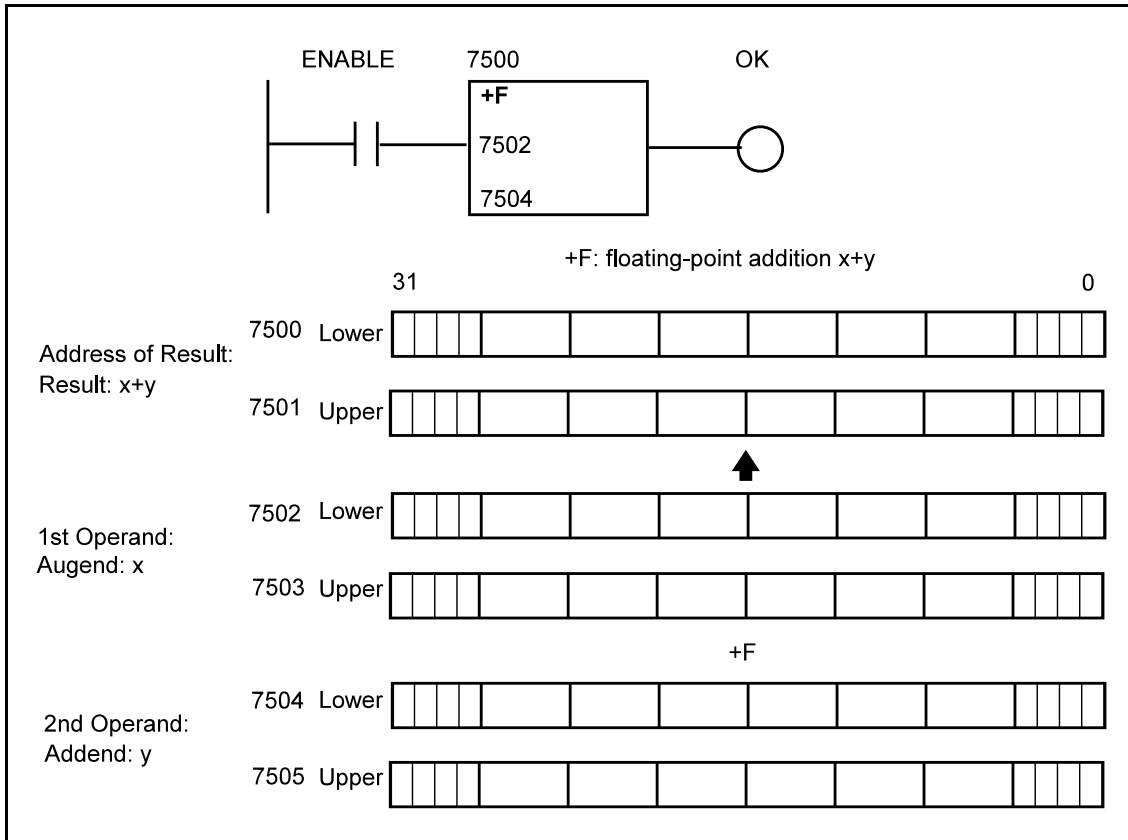 ENABLE 7500 OK
+F
7502
7504
+F: floating-point addition x+y
31 0
7500 Lower
Address of Result:
Result: x+y
7501 Upper
7502 Lower
1st Operand:
Augend: x
7503 Upper
+F
7504 Lower
2nd Operand:
Addend: y
7505 Upper